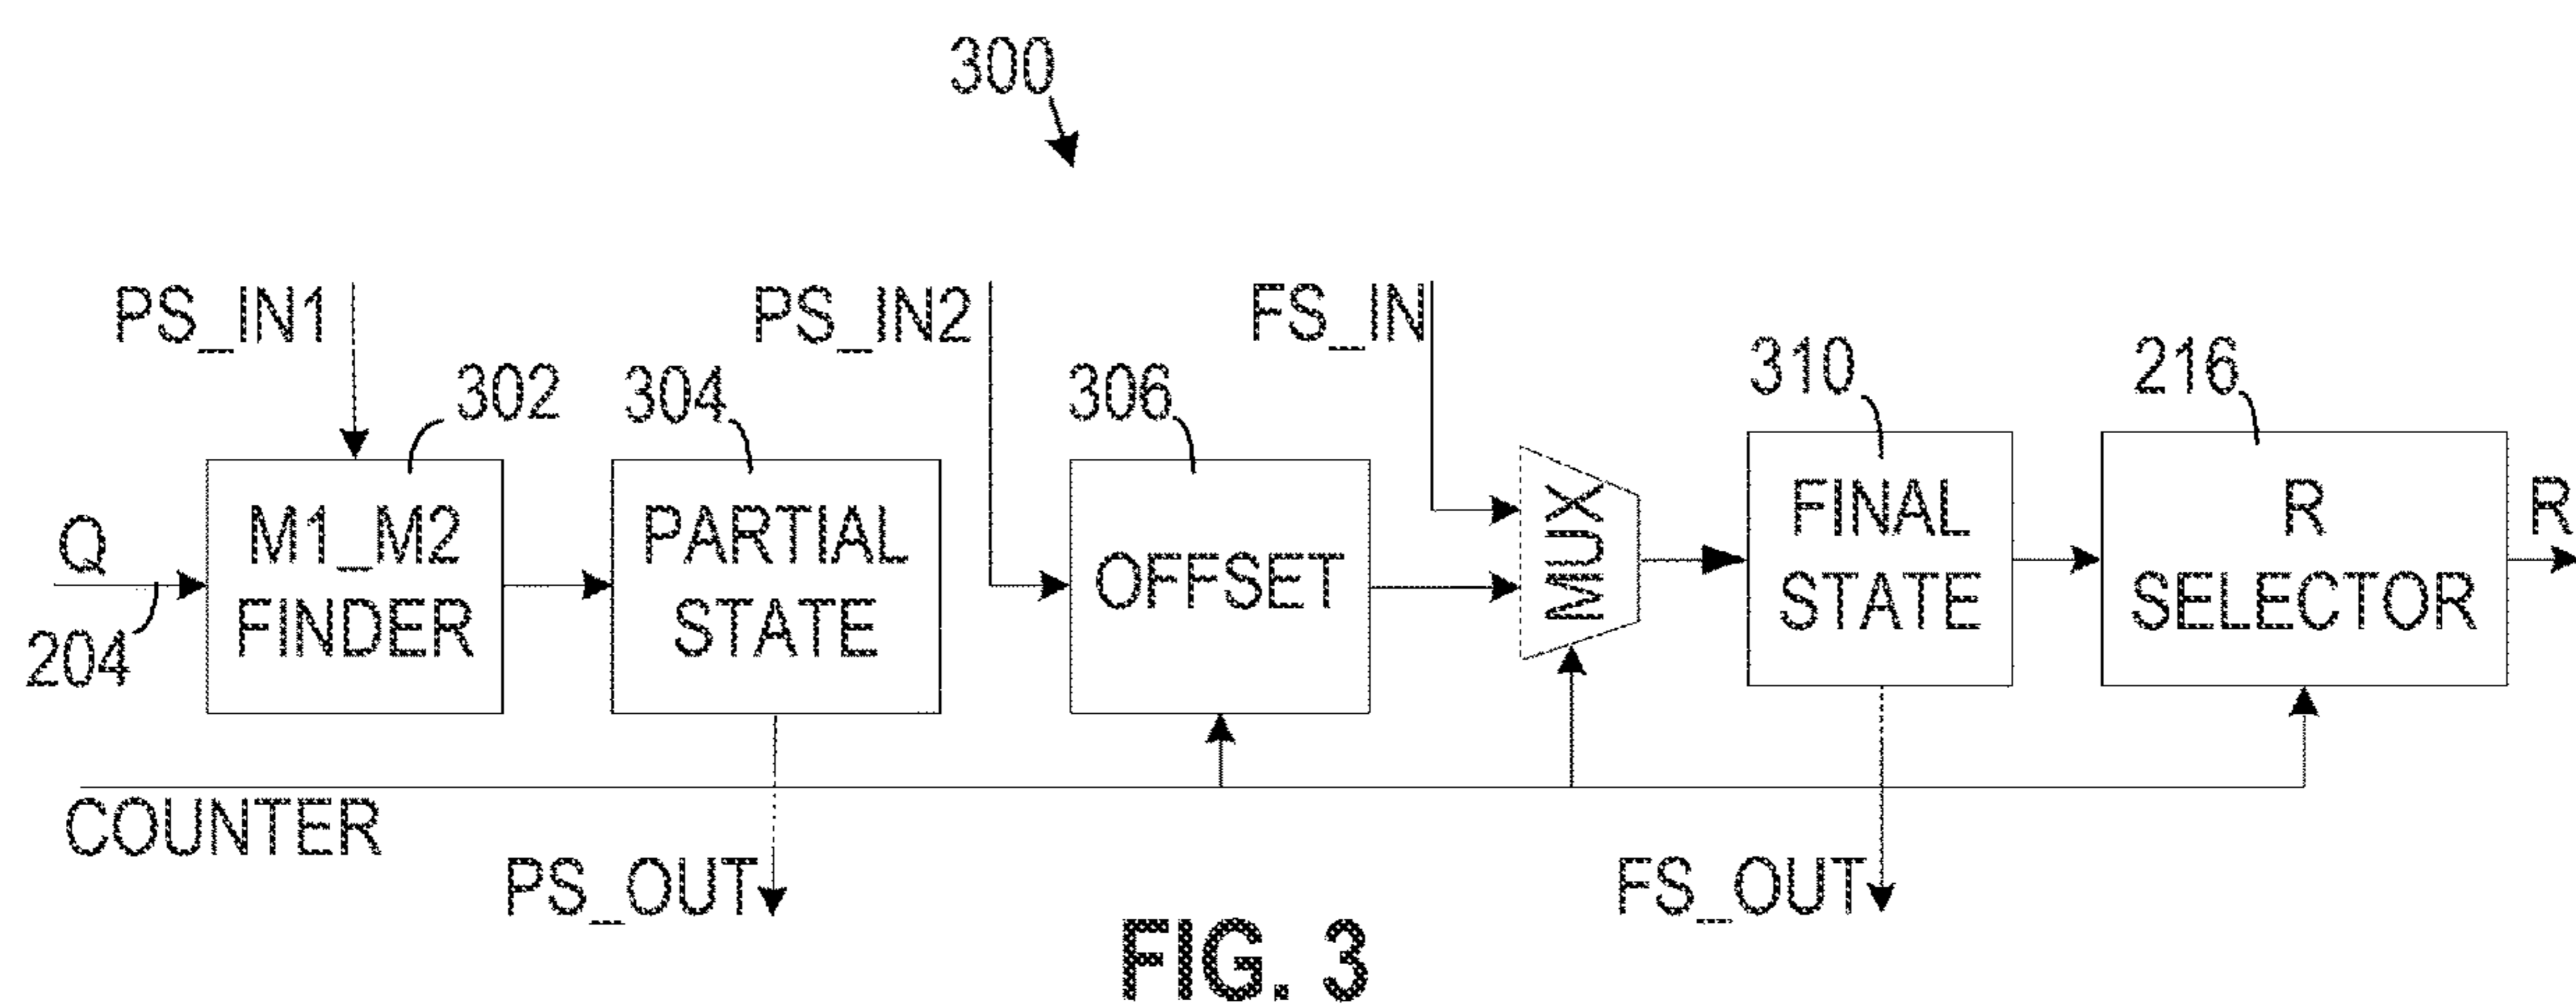 300
PS_IN1
PS_IN2
FS_IN
302
304
306
310
216
Q
204
M1_M2
FINDER
PARTIAL
STATE
OFFSET
MUX
FINAL
STATE
R
SELECTOR
R
COUNTER
PS_OUT
FS_OUT
FIG. 3